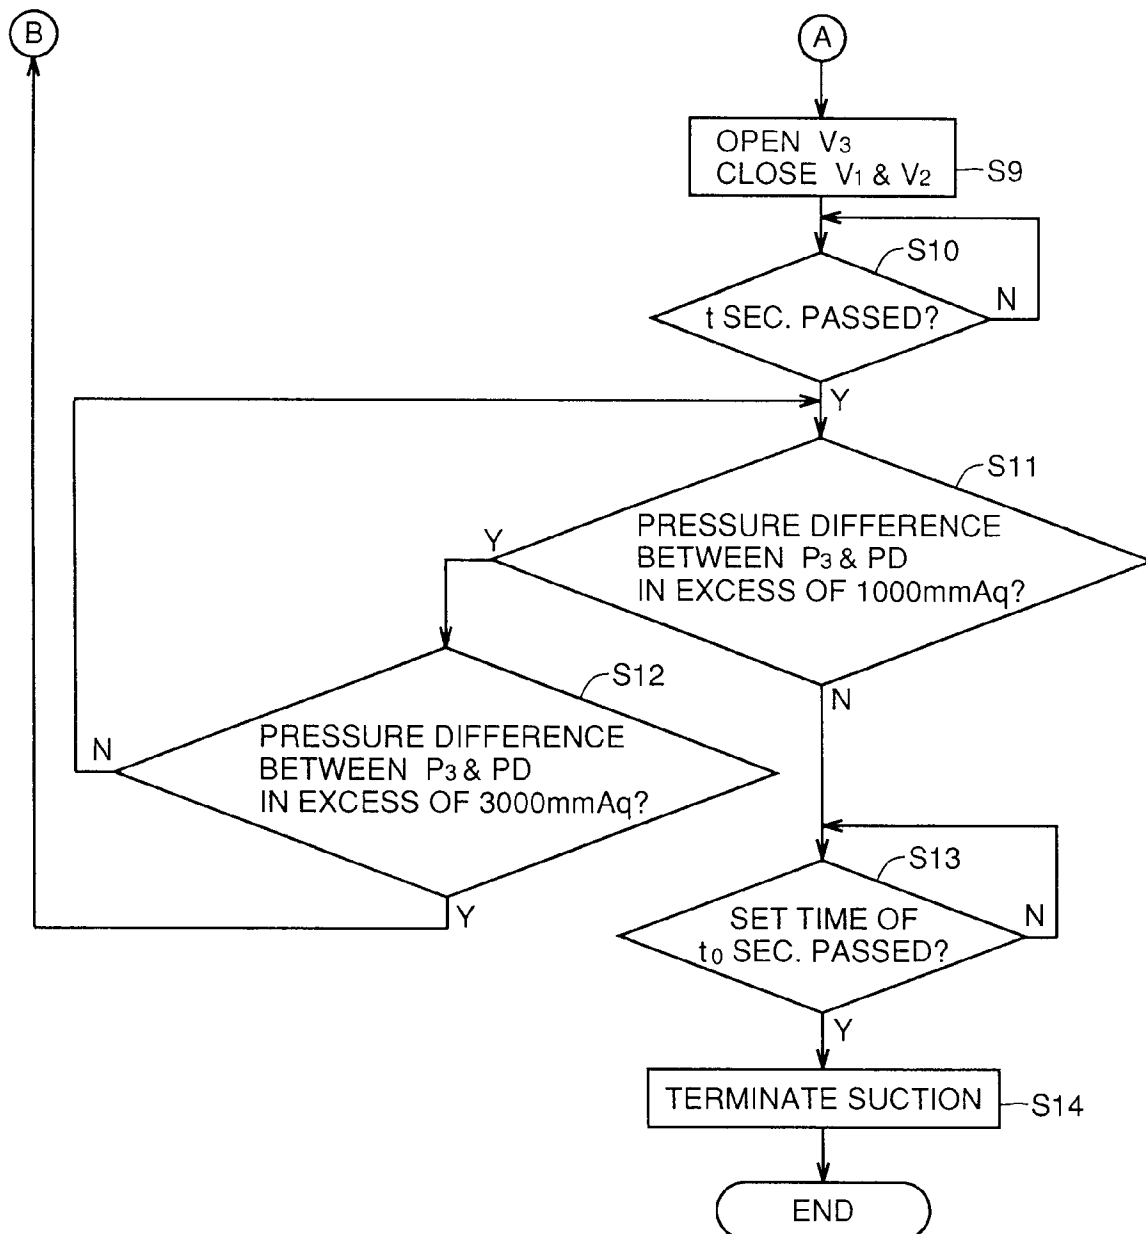 B
A
OPEN V3
CLOSE V1 & V2
S9
S10
t SEC. PASSED?
N
Y
S11
PRESSURE DIFFERENCE
BETWEEN P3 & PD
IN EXCESS OF 1000mmAq?
Y
N
S12
PRESSURE DIFFERENCE
BETWEEN P3 & PD
IN EXCESS OF 3000mmAq?
N
Y
S13
SET TIME OF
t0 SEC. PASSED?
N
Y
TERMINATE SUCTION
S14
END